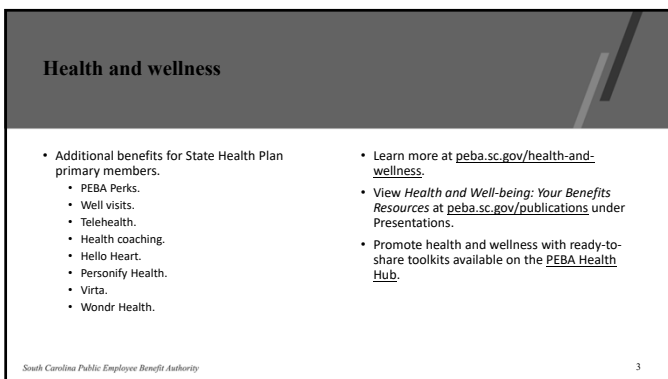 Health and wellness
• Additional benefits for State Health Plan
primary members.
• PEBA Perks.
• Well visits.
• Telehealth.
• Health coaching.
• Hello Heart.
• Personify Health.
• Virta.
• Wondr Health.
• Learn more at peba.sc.gov/health-and-
wellness.
• View Health and Well-being: Your Benefits
Resources at peba.sc.gov/publications under
Presentations.
• Promote health and wellness with ready-to-
share toolkits available on the PEBA Health
Hub.
South Carolina Public Employee Benefit Authority
3